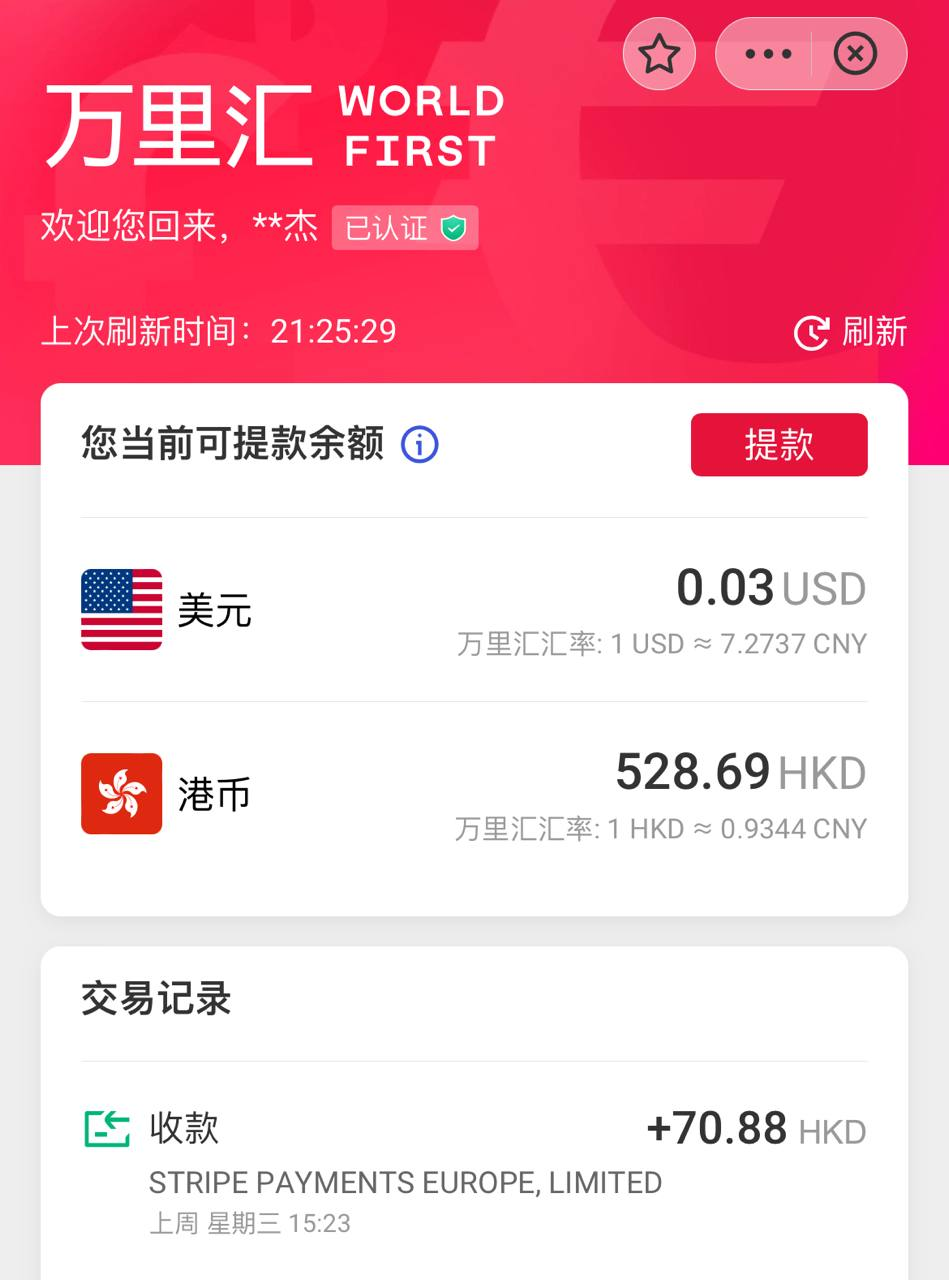 万里汇 WORLD FIRST
欢迎您回来，**杰 已认证
上次刷新时间：21:25:29 刷新
您当前可提款余额 提款
美元 0.03 USD
万里汇汇率: 1 USD ≈ 7.2737 CNY
港币 528.69 HKD
万里汇汇率: 1 HKD ≈ 0.9344 CNY
交易记录
收款 +70.88 HKD
STRIPE PAYMENTS EUROPE, LIMITED
上周 星期三 15:23